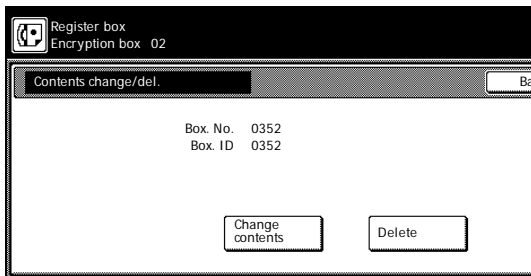 Register box
Encryption box 02
Contents change/del.
Box. No. 0352
Box. ID 0352
Change
contents
Delete